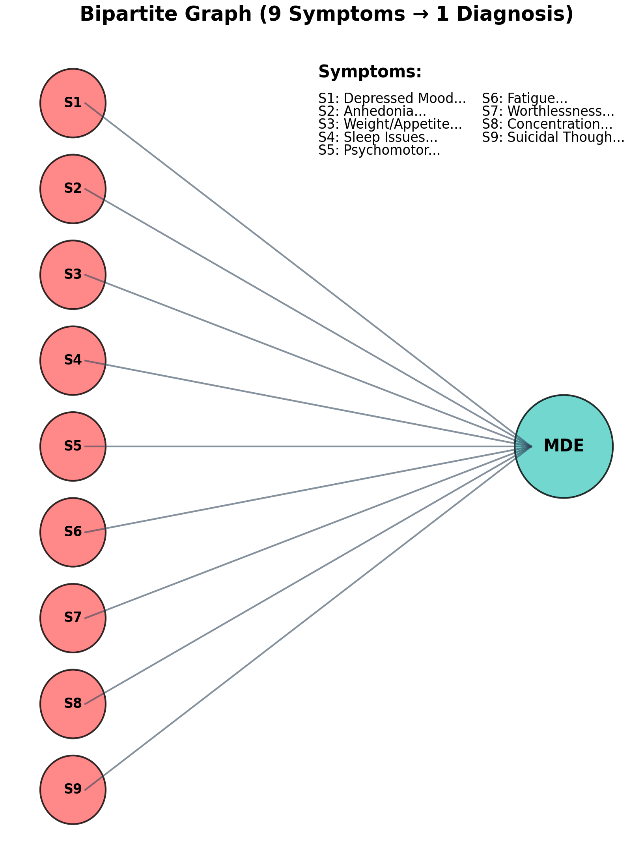 Bipartite Graph (9 Symptoms → 1 Diagnosis)
Symptoms:
S1: Depressed Mood...
S2: Anhedonia...
S3: Weight/Appetite...
S4: Sleep Issues...
S5: Psychomotor...
S6: Fatigue...
S7: Worthlessness...
S8: Concentration...
S9: Suicidal Though...
S1
S2
S3
S4
S5
S6
S7
S8
S9
MDE